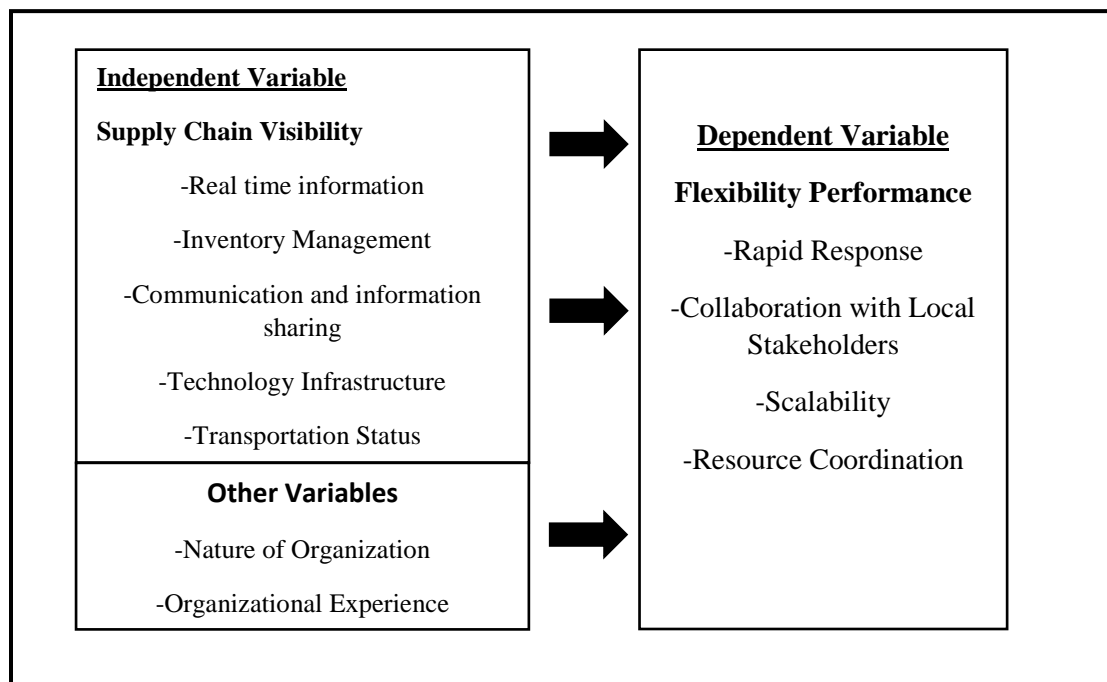 Independent Variable
Supply Chain Visibility
-Real time information
-Inventory Management
-Communication and information
sharing
-Technology Infrastructure
-Transportation Status
Other Variables
-Nature of Organization
-Organizational Experience
Dependent Variable
Flexibility Performance
-Rapid Response
-Collaboration with Local
Stakeholders
-Scalability
-Resource Coordination